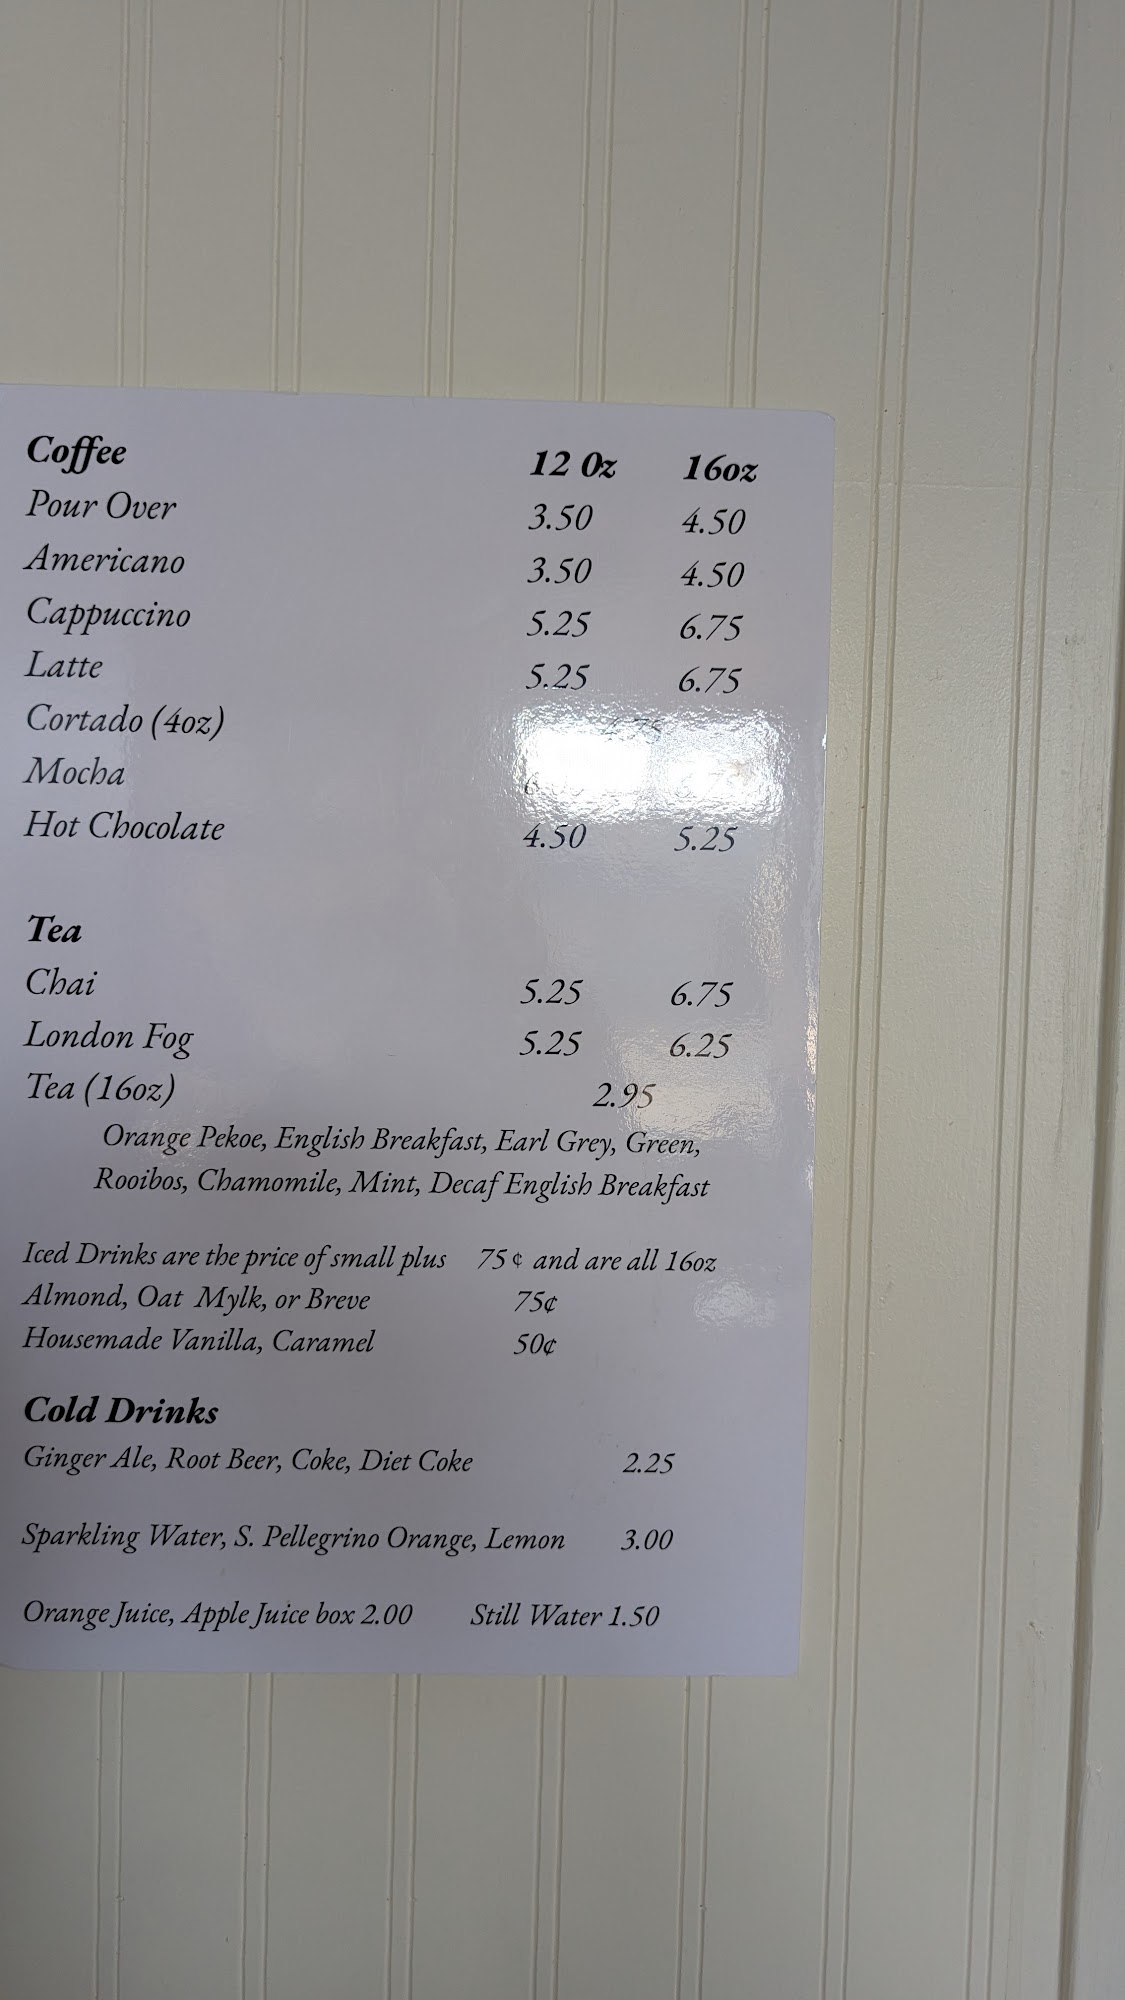 Coffee 12 Oz 16oz
Pour Over 3.50 4.50
Americano 3.50 4.50
Cappuccino 5.25 6.75
Latte 5.25 6.75
Cortado (4oz) 4.75
Mocha 6.75
Hot Chocolate 4.50 5.25
Tea
Chai 5.25 6.75
London Fog 5.25 6.25
Tea (16oz) 2.95
Orange Pekoe, English Breakfast, Earl Grey, Green,
Rooibos, Chamomile, Mint, Decaf English Breakfast
Iced Drinks are the price of small plus 75¢ and are all 16oz
Almond, Oat Mylk, or Breve 75¢
Housemade Vanilla, Caramel 50¢
Cold Drinks
Ginger Ale, Root Beer, Coke, Diet Coke 2.25
Sparkling Water, S. Pellegrino Orange, Lemon 3.00
Orange Juice, Apple Juice box 2.00 Still Water 1.50